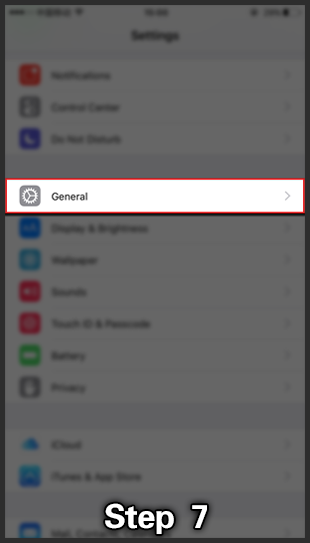 Settings
Notifications
Control Center
Do Not Disturb
General
Display & Brightness
Wallpaper
Sounds
Touch ID & Passcode
Battery
Privacy
iCloud
iTunes & App Store
Step 7